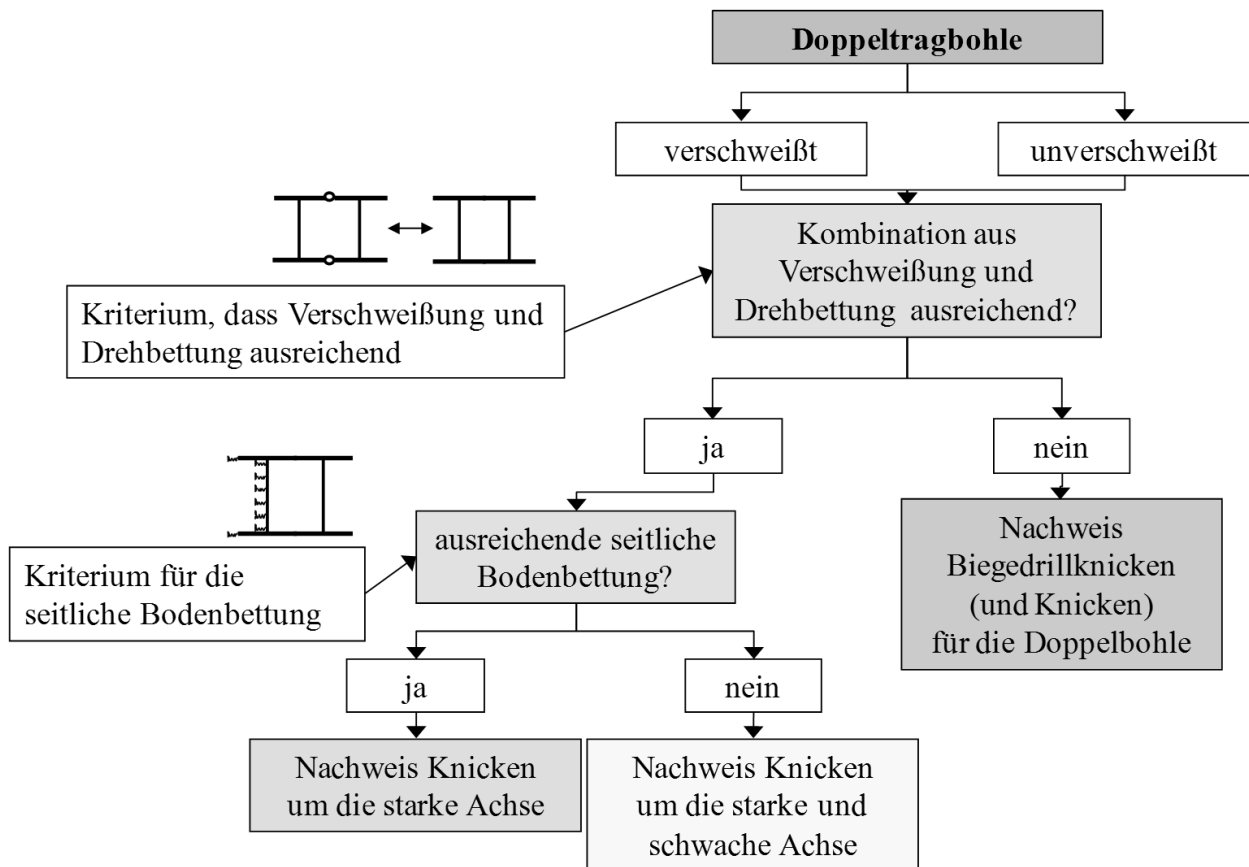 Doppeltragbohle
verschweißt
unverschweißt
Kombination aus
Verschweißung und
Drehbettung ausreichend?
Kriterium, dass Verschweißung und
Drehbettung ausreichend
ja
nein
ausreichende seitliche
Bodenbettung?
Kriterium für die
seitliche Bodenbettung
Nachweis
Biegedrillknicken
(und Knicken)
für die Doppelbohle
ja
nein
Nachweis Knicken
um die starke Achse
Nachweis Knicken
um die starke und
schwache Achse